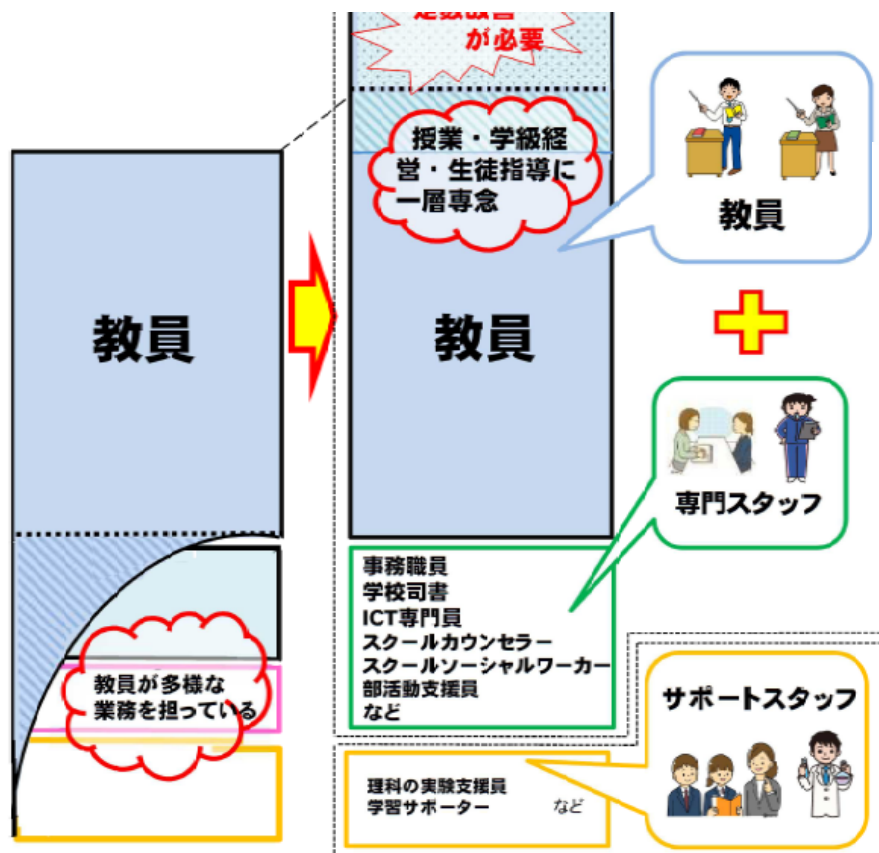 が必要
授業・学級経
営・生徒指導に
一層専念
教員
教員
教員
専門スタッフ
事務職員
学校司書
ICT専門員
スクールカウンセラー
スクールソーシャルワーカー
部活動支援員
など
教員が多様な
業務を担っている
サポートスタッフ
理科の実験支援員
学習サポーター など